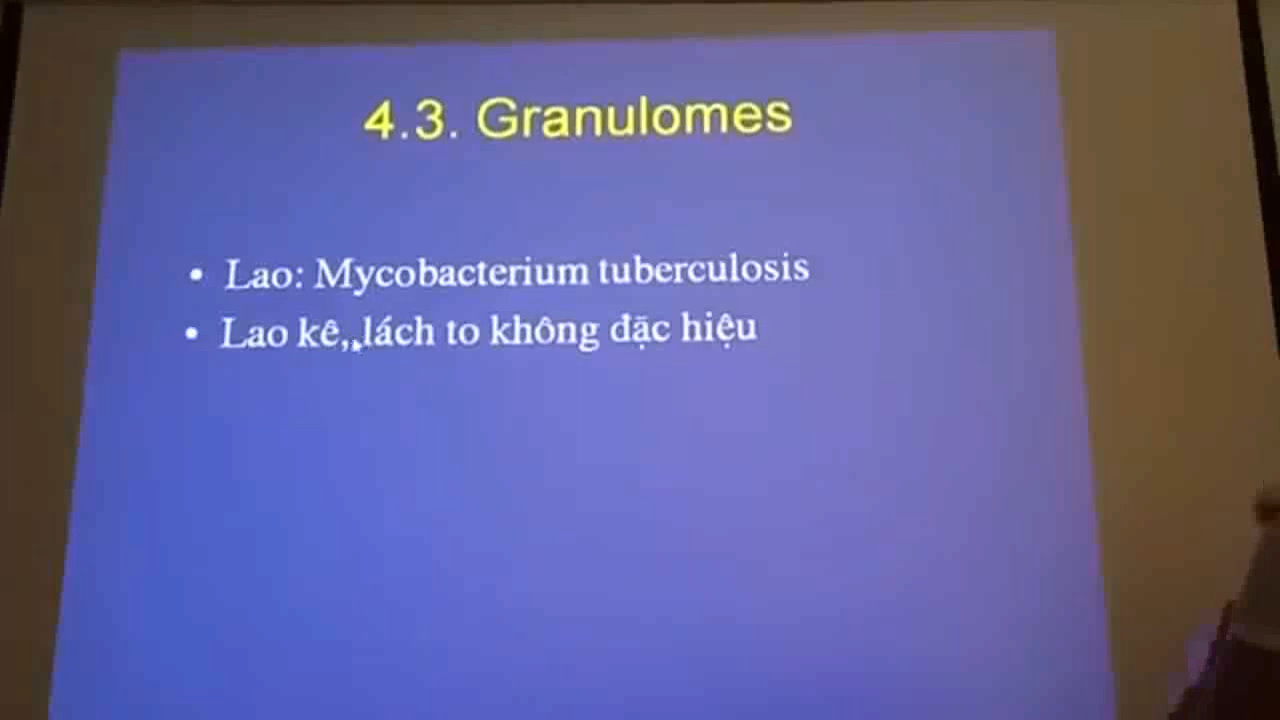 4.3. Granulomes
• Lao: Mycobacterium tuberculosis
• Lao kê,,lách to không đặc hiệu